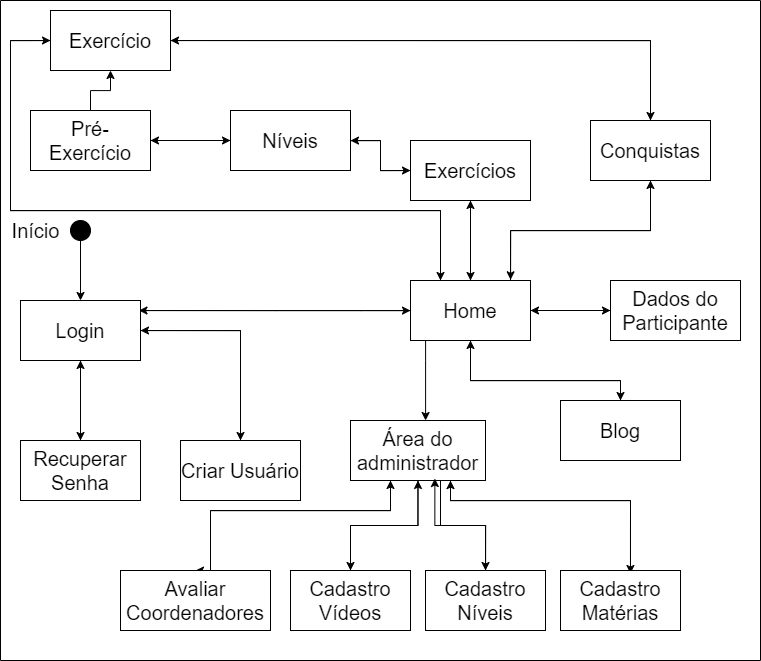 Exercício
Pré-
Exercício
Níveis
Exercícios
Conquistas
Início
Login
Home
Dados do
Participante
Recuperar
Senha
Criar Usuário
Área do
administrador
Blog
Avaliar
Coordenadores
Cadastro
Vídeos
Cadastro
Níveis
Cadastro
Matérias